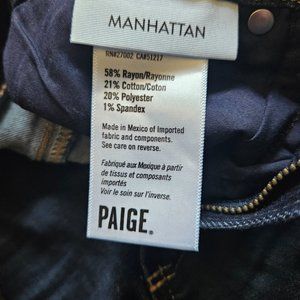 MANHATTAN
RN#27002 CA#51217
58% Rayon/Rayonne
21% Cotton/Coton
20% Polyester
1% Spandex
Made in Mexico of Imported
fabric and components.
See care on reverse.
Fabriqué aux Mexique à partir
de tissus et composants
importés
Voir le soin sur l'inverse.
PAIGE®